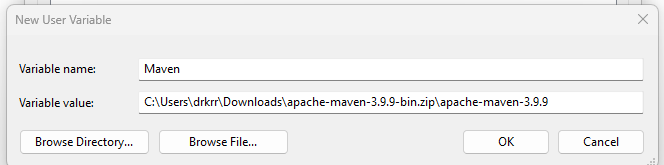 New User Variable
Variable name: Maven
Variable value: C:\Users\drkrr\Downloads\apache-maven-3.9.9-bin.zip\apache-maven-3.9.9
Browse Directory... Browse File... OK Cancel